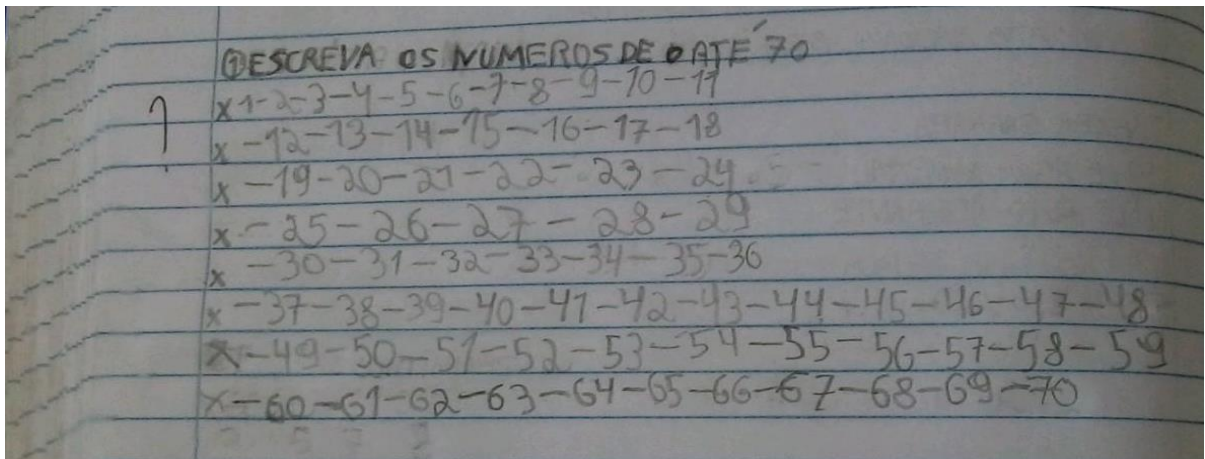 ①ESCREVA OS NUMEROS DE 0 ATÉ 70
x 1-2-3-4-5-6-7-8-9-10-11
x -12-13-14-15-16-17-18
x -19-20-21-22-23-24
x -25-26-27-28-29
x -30-31-32-33-34-35-36
x -37-38-39-40-41-42-43-44-45-46-47-48
x -49-50-51-52-53-54-55-56-57-58-59
x -60-61-62-63-64-65-66-67-68-69-70